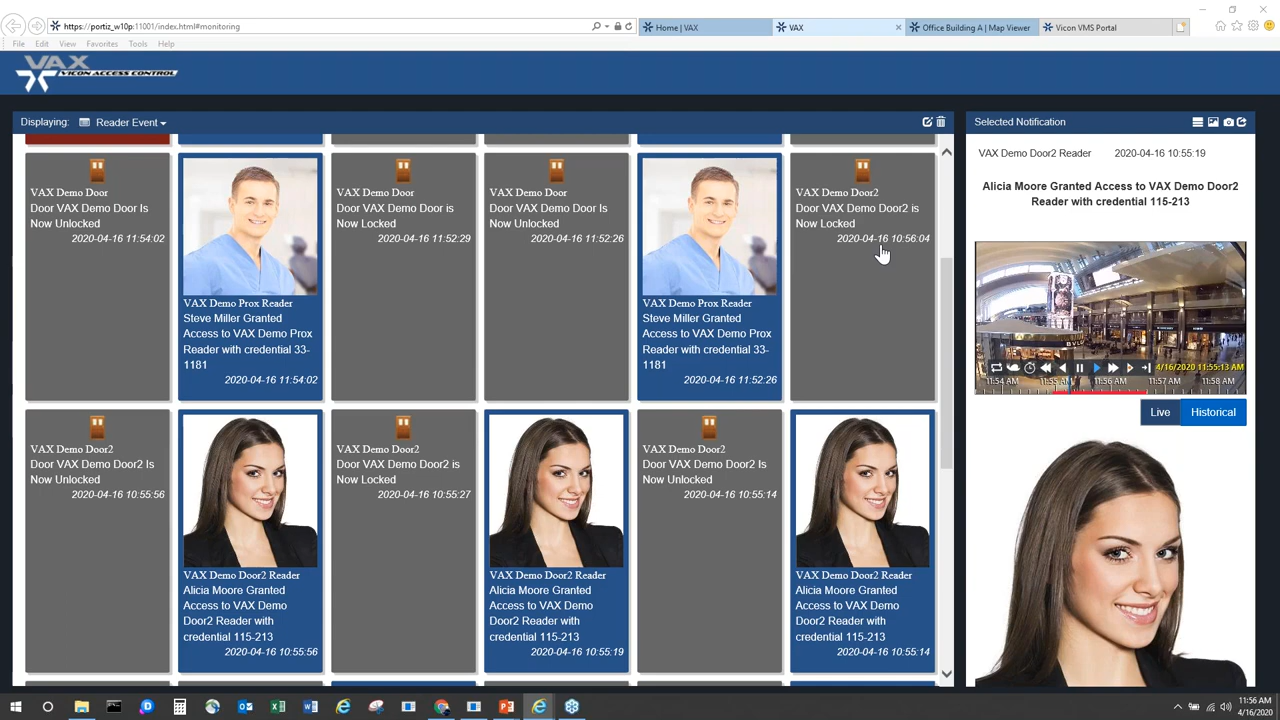 https://portiz_w10p:11001/index.html#monitoring
Home | VAX
VAX
Office Building A | Map Viewer
Vicon VMS Portal
File Edit View Favorites Tools Help
VAX
VICON ACCESS CONTROL
Displaying: Reader Event
Selected Notification
VAX Demo Door
Door VAX Demo Door Is
Now Unlocked
2020-04-16 11:54:02
VAX Demo Prox Reader
Steve Miller Granted
Access to VAX Demo Prox
Reader with credential 33-
1181
2020-04-16 11:54:02
VAX Demo Door
Door VAX Demo Door is
Now Locked
2020-04-16 11:52:29
VAX Demo Door
Door VAX Demo Door Is
Now Unlocked
2020-04-16 11:52:26
VAX Demo Prox Reader
Steve Miller Granted
Access to VAX Demo Prox
Reader with credential 33-
1181
2020-04-16 11:52:26
VAX Demo Door2
Door VAX Demo Door2 is
Now Locked
2020-04-16 10:56:04
VAX Demo Door2
Door VAX Demo Door2 Is
Now Unlocked
2020-04-16 10:55:56
VAX Demo Door2 Reader
Alicia Moore Granted
Access to VAX Demo
Door2 Reader with
credential 115-213
2020-04-16 10:55:56
VAX Demo Door2
Door VAX Demo Door2 is
Now Locked
2020-04-16 10:55:27
VAX Demo Door2 Reader
Alicia Moore Granted
Access to VAX Demo
Door2 Reader with
credential 115-213
2020-04-16 10:55:19
VAX Demo Door2
Door VAX Demo Door2 Is
Now Unlocked
2020-04-16 10:55:14
VAX Demo Door2 Reader
Alicia Moore Granted
Access to VAX Demo
Door2 Reader with
credential 115-213
2020-04-16 10:55:14
VAX Demo Door2 Reader 2020-04-16 10:55:19
Alicia Moore Granted Access to VAX Demo Door2
Reader with credential 115-213
4/16/2020 11:55:13 AM
11:54 AM 11:55 AM 11:56 AM 11:57 AM 11:58 AM
Live Historical
11:56 AM
4/16/2020